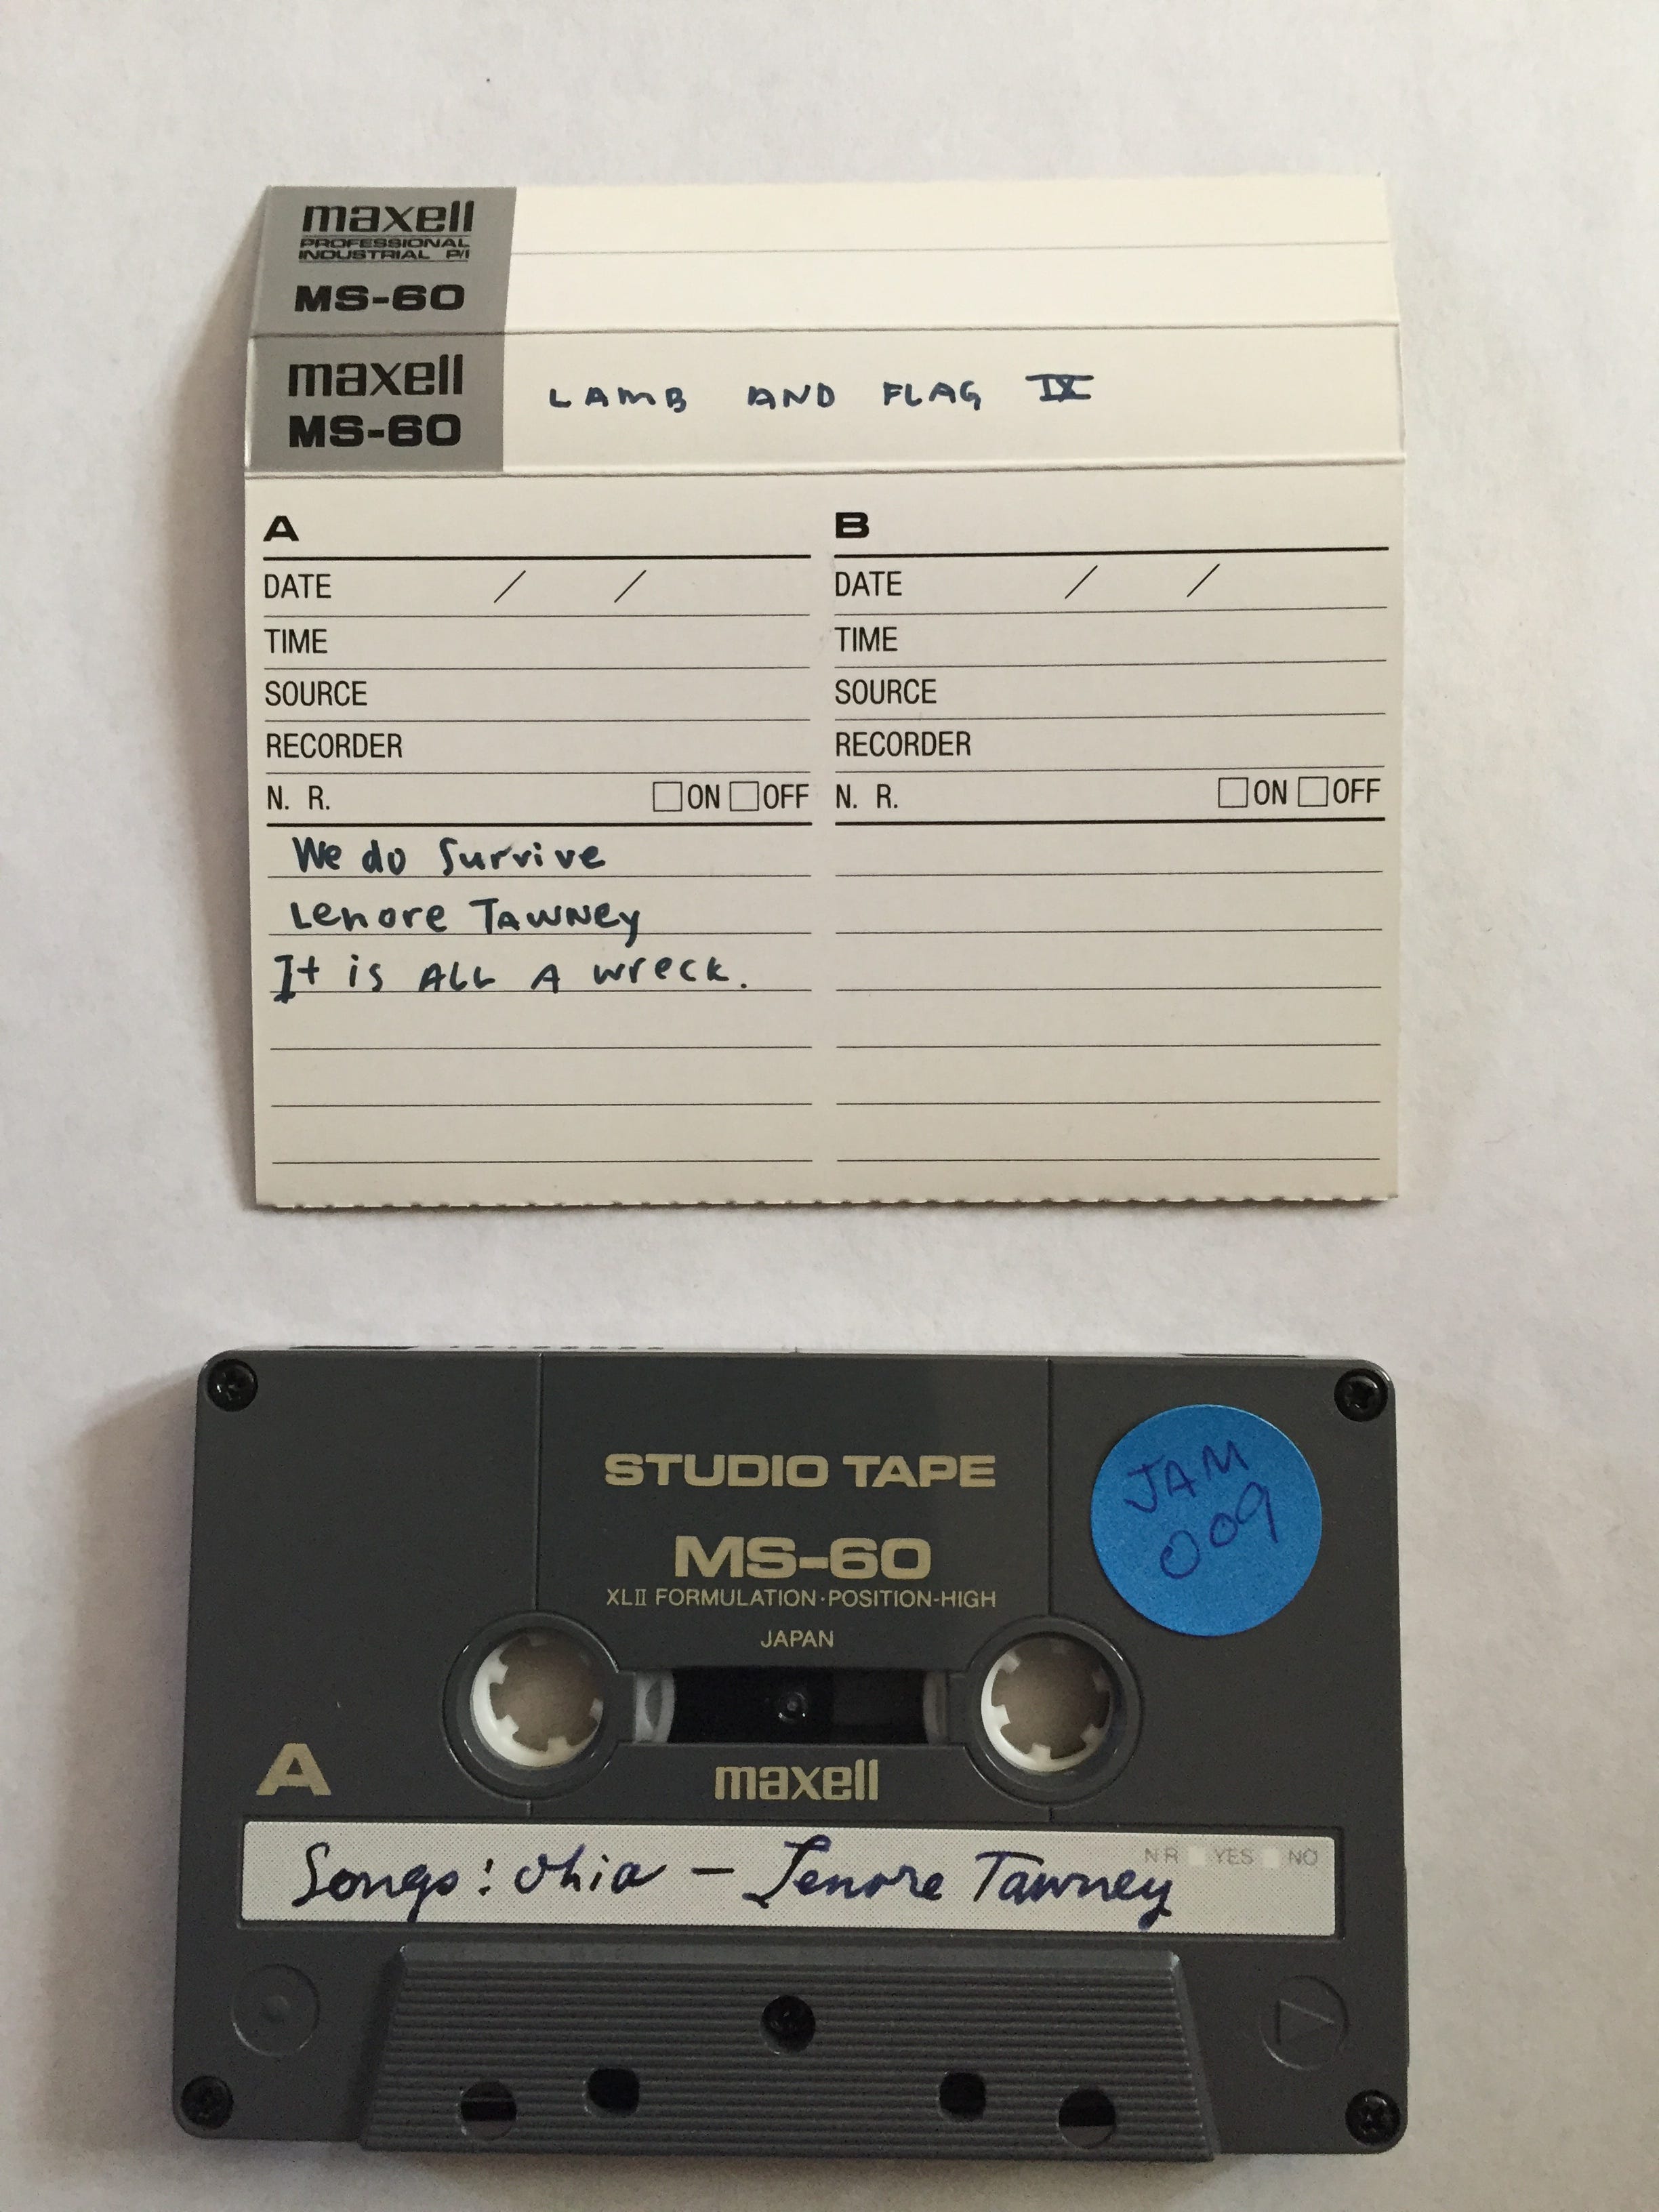 maxell
PROFESSIONAL
INDUSTRIAL P/I
MS-60
maxell
MS-60
LAMB AND FLAG IX
A
DATE / /
TIME
SOURCE
RECORDER
N. R. ON OFF
We do Survive
Lenore TAWNey
It is ALL A wreck.
B
DATE / /
TIME
SOURCE
RECORDER
N. R. ON OFF
STUDIO TAPE
MS-60
XLII FORMULATION·POSITION-HIGH
JAPAN
JAM
009
A
maxell
NR YES NO
Songs: Ohia — Lenore Tawney